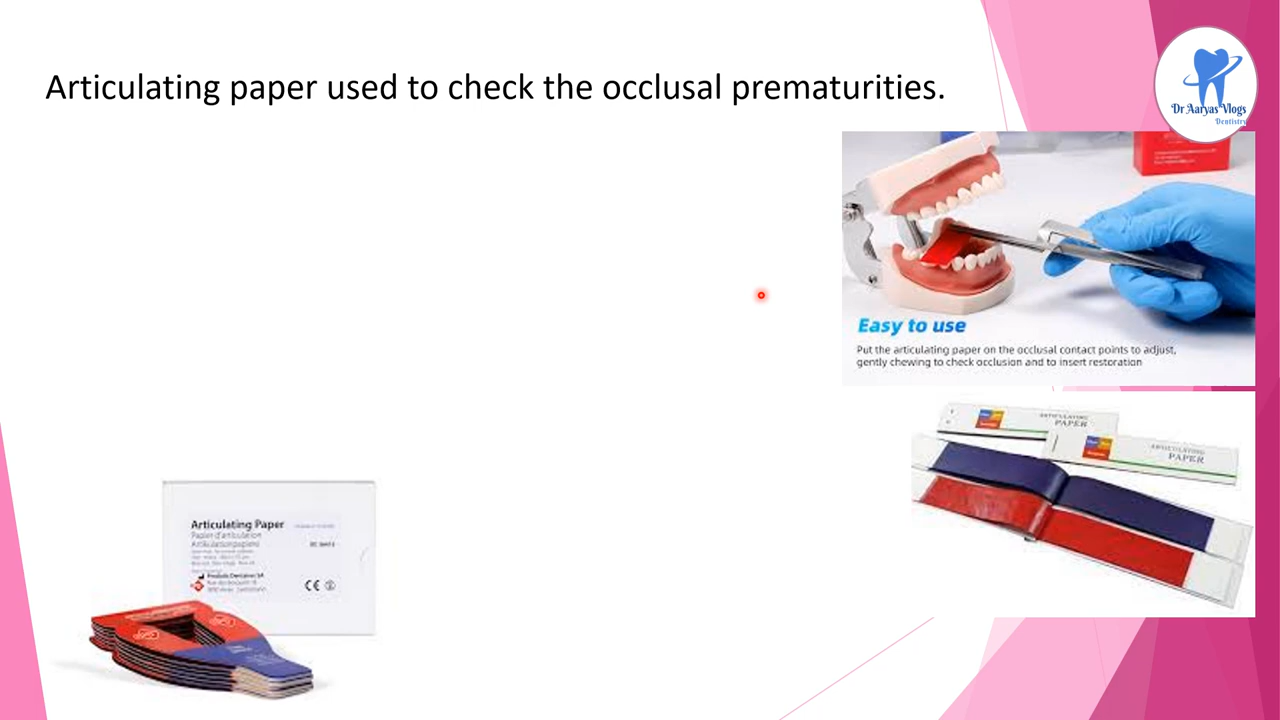 Articulating paper used to check the occlusal prematurities.
Dr Aaryas Vlogs
Dentistry
Easy to use
Put the articulating paper on the occlusal contact points to adjust,
gently chewing to check occlusion and to insert restoration
ARTICULATING
PAPER
ARTICULATING
PAPER
Articulating Paper
Papier d'articulation
Artikulationspapiere
Produits Dentaires SA
CE